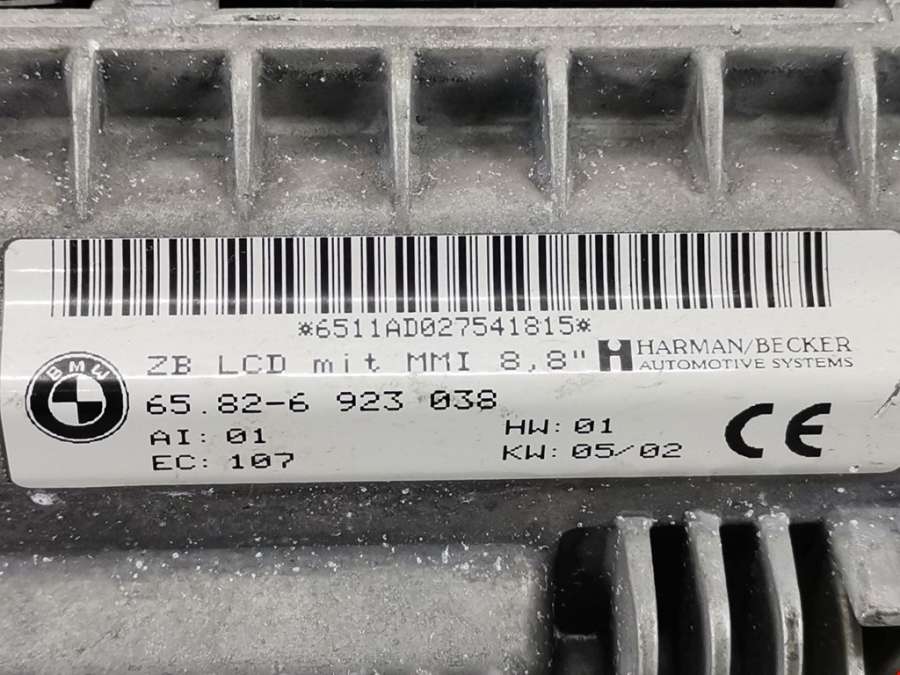 *6511AD027541815*
ZB LCD mit MMI 8,8"
HARMAN/BECKER
AUTOMOTIVE SYSTEMS
BMW
65.82-6 923 038
AI: 01
HW: 01
EC: 107
KW: 05/02
CE